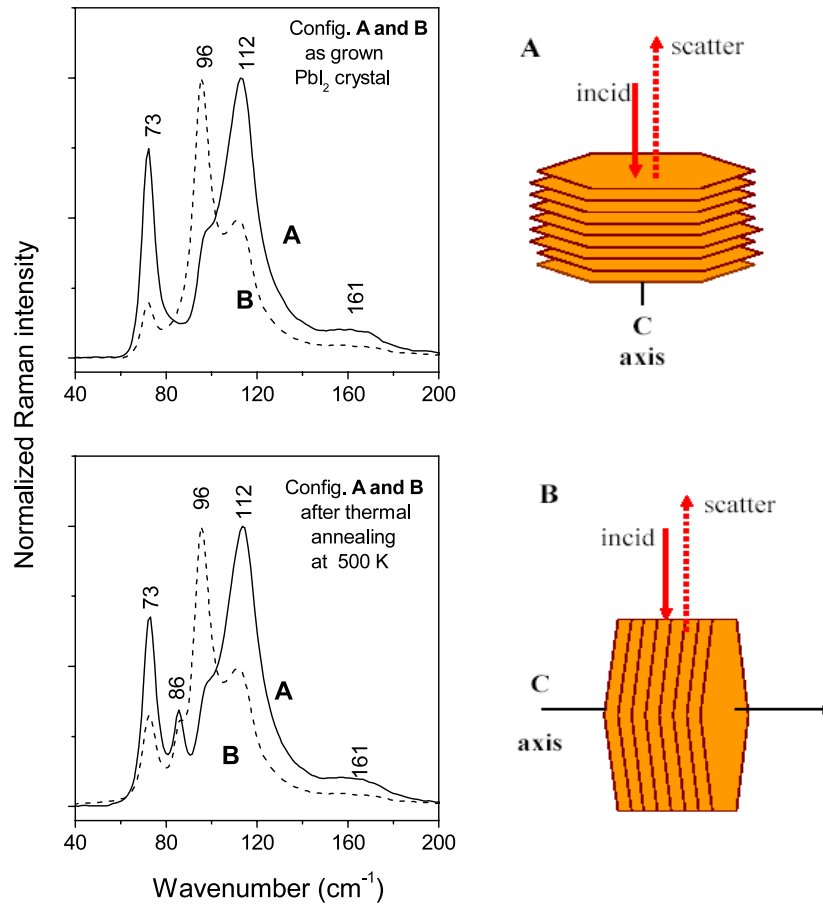 Normalized Raman intensity
Config. A and B
as grown
PbI₂ crystal
73
96
112
161
A
B
40
80
120
160
200
Config. A and B
after thermal
annealing
at 500 K
73
86
96
112
161
A
B
40
80
120
160
200
Wavenumber (cm⁻¹)
A
scatter
incid
C
axis
B
scatter
incid
C
axis